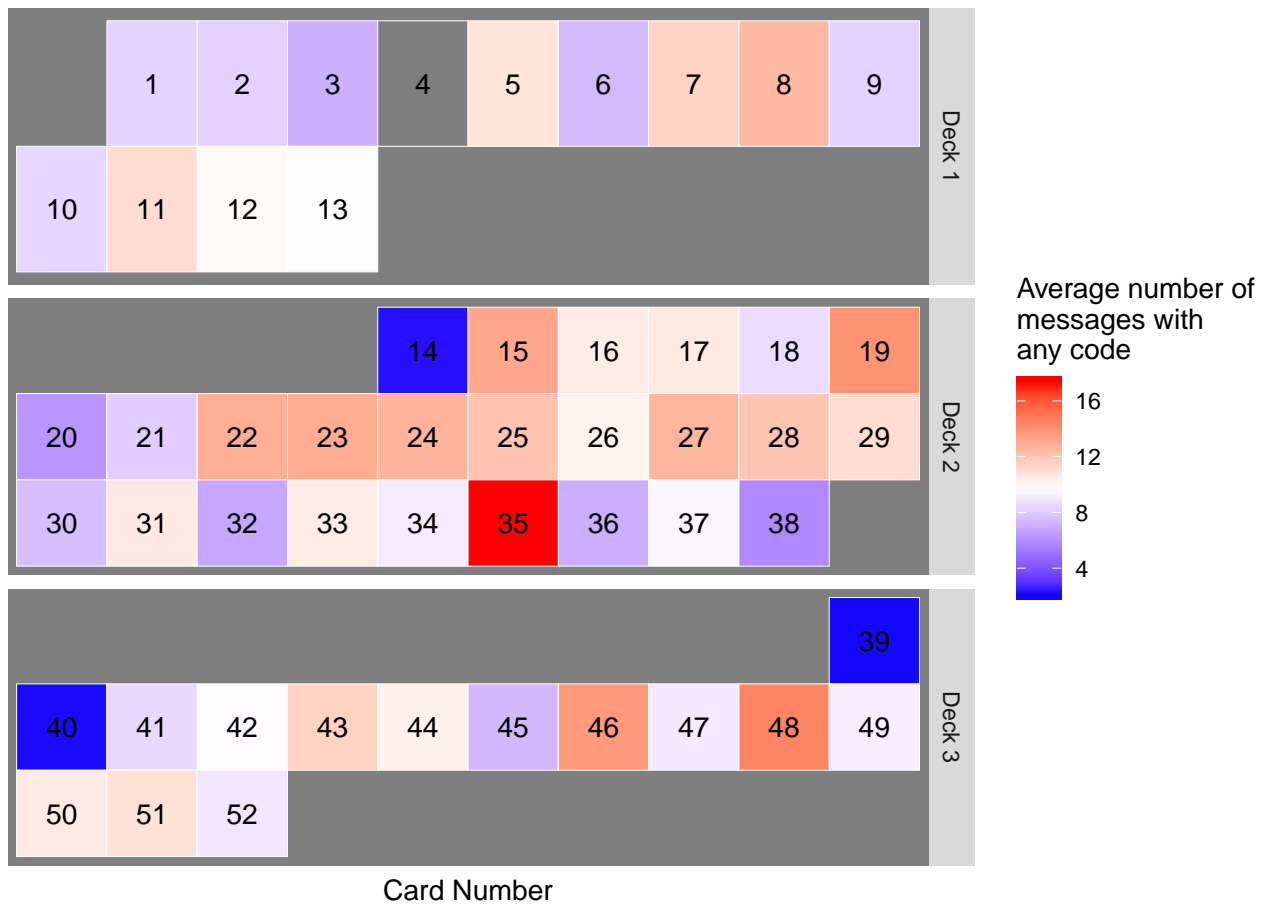 1 2 3 4 5 6 7 8 9
10 11 12 13
Deck 1
14 15 16 17 18 19
20 21 22 23 24 25 26 27 28 29
30 31 32 33 34 35 36 37 38
Deck 2
39
40 41 42 43 44 45 46 47 48 49
50 51 52
Deck 3
Card Number
Average number of
messages with
any code
16
12
8
4